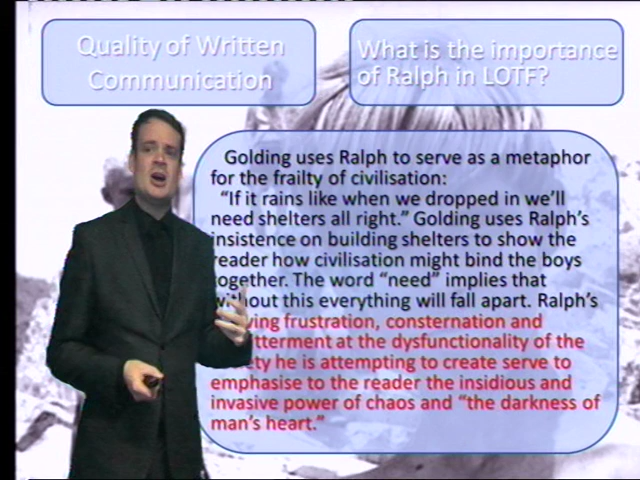 Quality of Written
Communication
What is the importance
of Ralph in LOTF?
Golding uses Ralph to serve as a metaphor
for the frailty of civilisation:
“If it rains like when we dropped in we’ll
need shelters all right.” Golding uses Ralph’s
insistence on building shelters to show the
reader how civilisation might bind the boys
together. The word “need” implies that
without this everything will fall apart. Ralph’s
frustration, consternation and
at the dysfunctionality of the
society he is attempting to create serve to
emphasise to the reader the insidious and
invasive power of chaos and “the darkness of
man’s heart.”